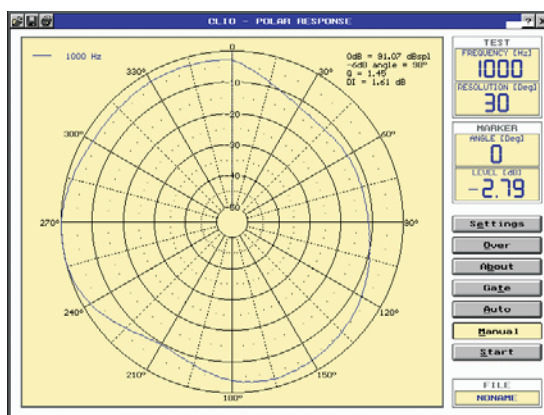 CLIO - POLAR RESPONSE
1000 Hz
0dB = 91.07 dBspl
-6dB angle = 90°
Q = 1.45
DI = 1.61 dB
0
30°
60°
90°
120°
150°
180°
210°
240°
270°
300°
330°
10
20
30
40
50
TEST
FREQUENCY [Hz]
1000
RESOLUTION [Deg]
30
MARKER
ANGLE [Deg]
0
LEVEL [dB]
-2.79
Settings
Over
About
Gate
Auto
Manual
Start
FILE
NONAME